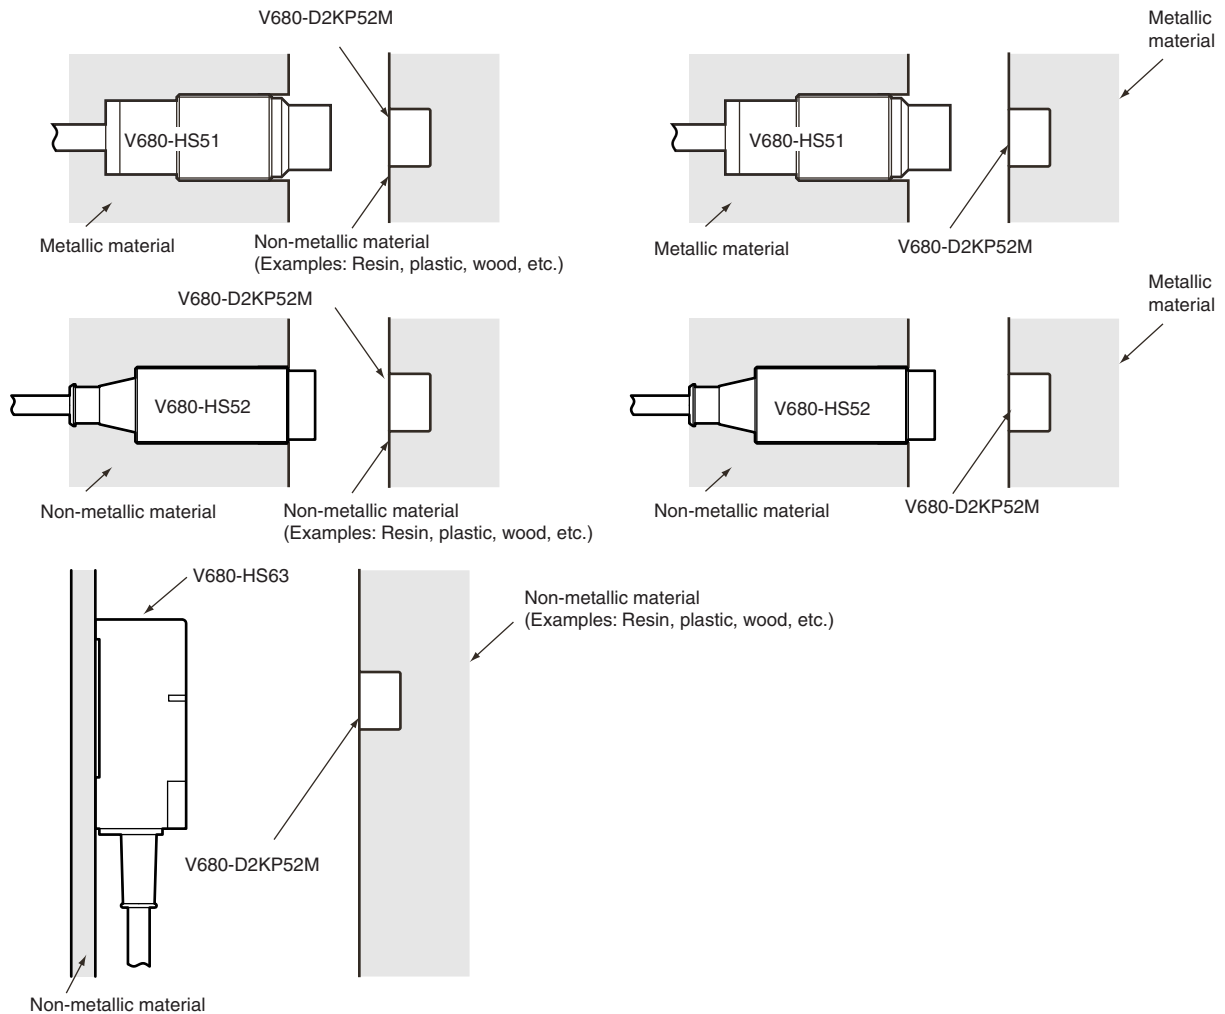 V680-D2KP52M
Metallic
material
V680-HS51
V680-HS51
Metallic material
Non-metallic material
(Examples: Resin, plastic, wood, etc.)
Metallic material
V680-D2KP52M
V680-D2KP52M
Metallic
material
V680-HS52
V680-HS52
Non-metallic material
Non-metallic material
(Examples: Resin, plastic, wood, etc.)
Non-metallic material
V680-D2KP52M
V680-HS63
Non-metallic material
(Examples: Resin, plastic, wood, etc.)
V680-D2KP52M
Non-metallic material